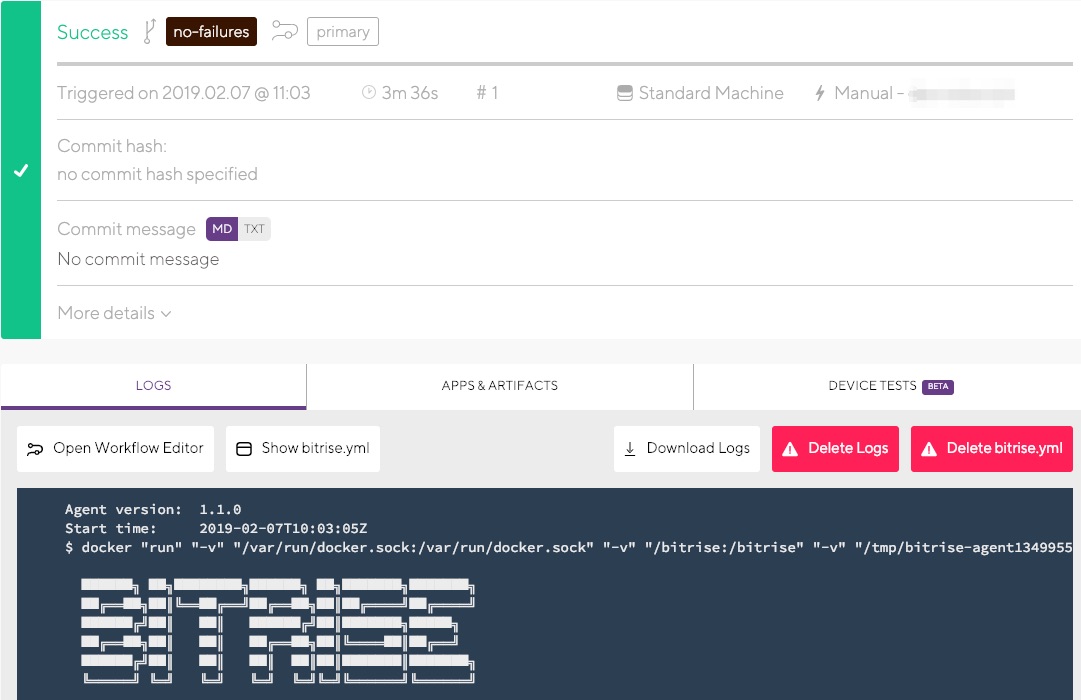 Success no-failures primary
Triggered on 2019.02.07 @ 11:03 3m 36s # 1 Standard Machine Manual -
Commit hash:
no commit hash specified
Commit message MD TXT
No commit message
More details
LOGS APPS & ARTIFACTS DEVICE TESTS BETA
Open Workflow Editor Show bitrise.yml Download Logs Delete Logs Delete bitrise.yml
Agent version: 1.1.0
Start time: 2019-02-07T10:03:05Z
$ docker "run" "-v" "/var/run/docker.sock:/var/run/docker.sock" "-v" "/bitrise:/bitrise" "-v" "/tmp/bitrise-agent1349955
BITRISE